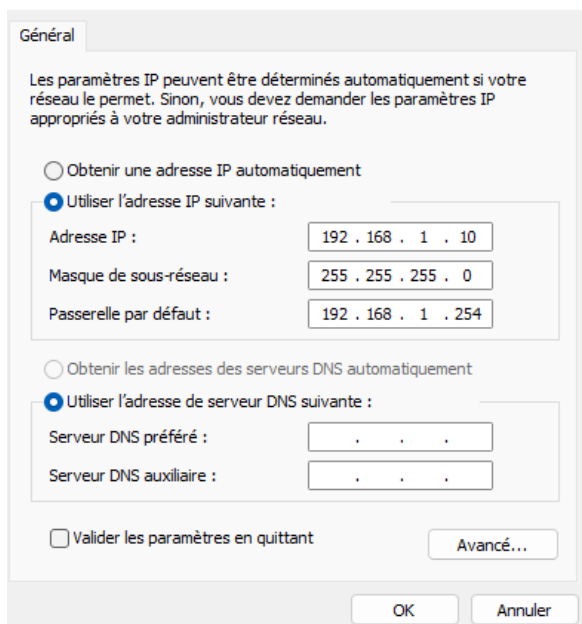 Général
Les paramètres IP peuvent être déterminés automatiquement si votre
réseau le permet. Sinon, vous devez demander les paramètres IP
appropriés à votre administrateur réseau.
Obtenir une adresse IP automatiquement
Utiliser l'adresse IP suivante :
Adresse IP : 192 . 168 . 1 . 10
Masque de sous-réseau : 255 . 255 . 255 . 0
Passerelle par défaut : 192 . 168 . 1 . 254
Obtenir les adresses des serveurs DNS automatiquement
Utiliser l'adresse de serveur DNS suivante :
Serveur DNS préféré : . . .
Serveur DNS auxiliaire : . . .
Valider les paramètres en quittant
Avancé...
OK Annuler